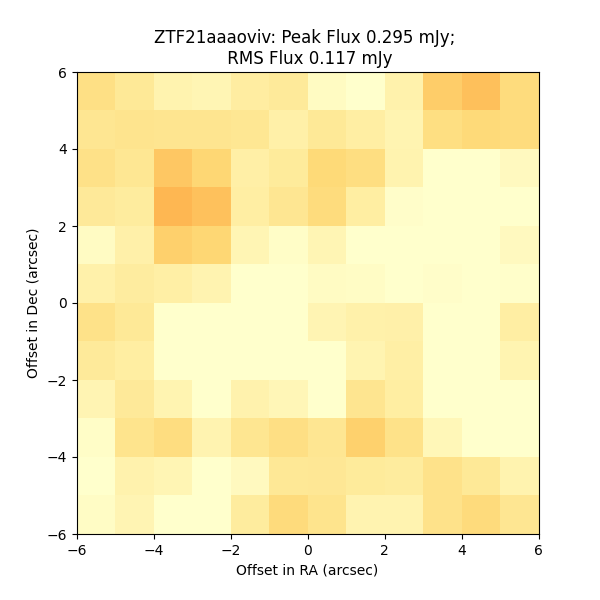 ZTF21aaaoviv: Peak Flux 0.295 mJy;
RMS Flux 0.117 mJy
6
4
2
0
−2
−4
−6
Offset in Dec (arcsec)
−6 −4 −2 0 2 4 6
Offset in RA (arcsec)